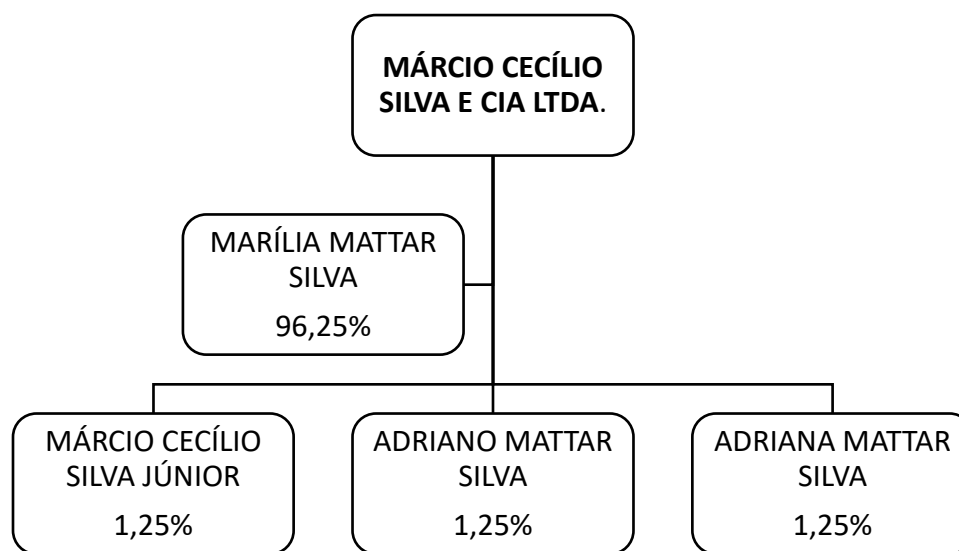 MÁRCIO CECÍLIO
SILVA E CIA LTDA.
MARÍLIA MATTAR
SILVA
96,25%
MÁRCIO CECÍLIO
SILVA JÚNIOR
1,25%
ADRIANO MATTAR
SILVA
1,25%
ADRIANA MATTAR
SILVA
1,25%